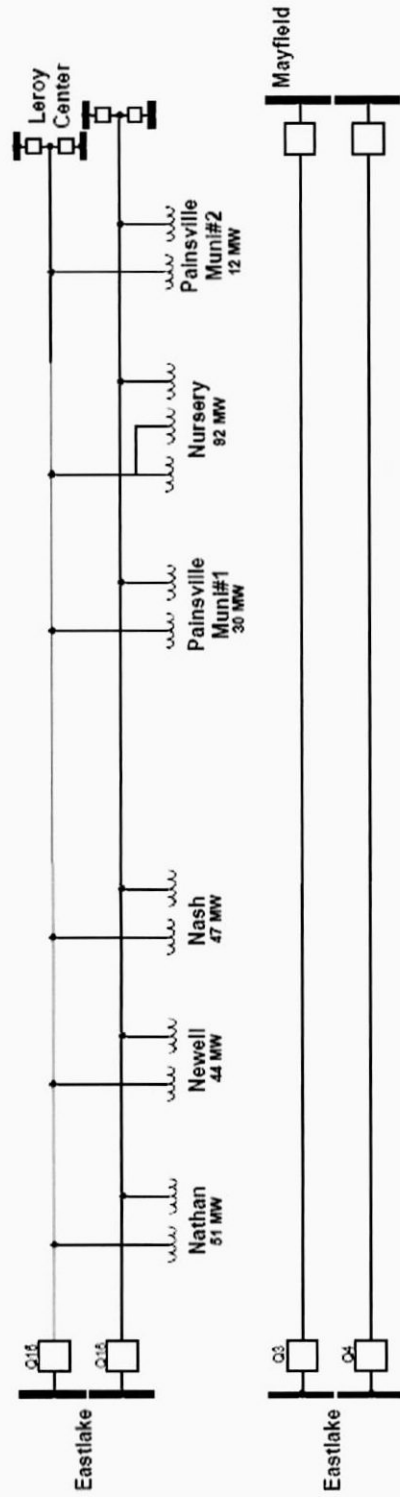 Eastlake
Q15
Q16
Nathan
51 MW
Newell
44 MW
Nash
47 MW
Painsville
Muni#1
30 MW
Nursery
92 MW
Painsville
Muni#2
12 MW
Leroy
Center
Eastlake
Q3
Q4
Mayfield